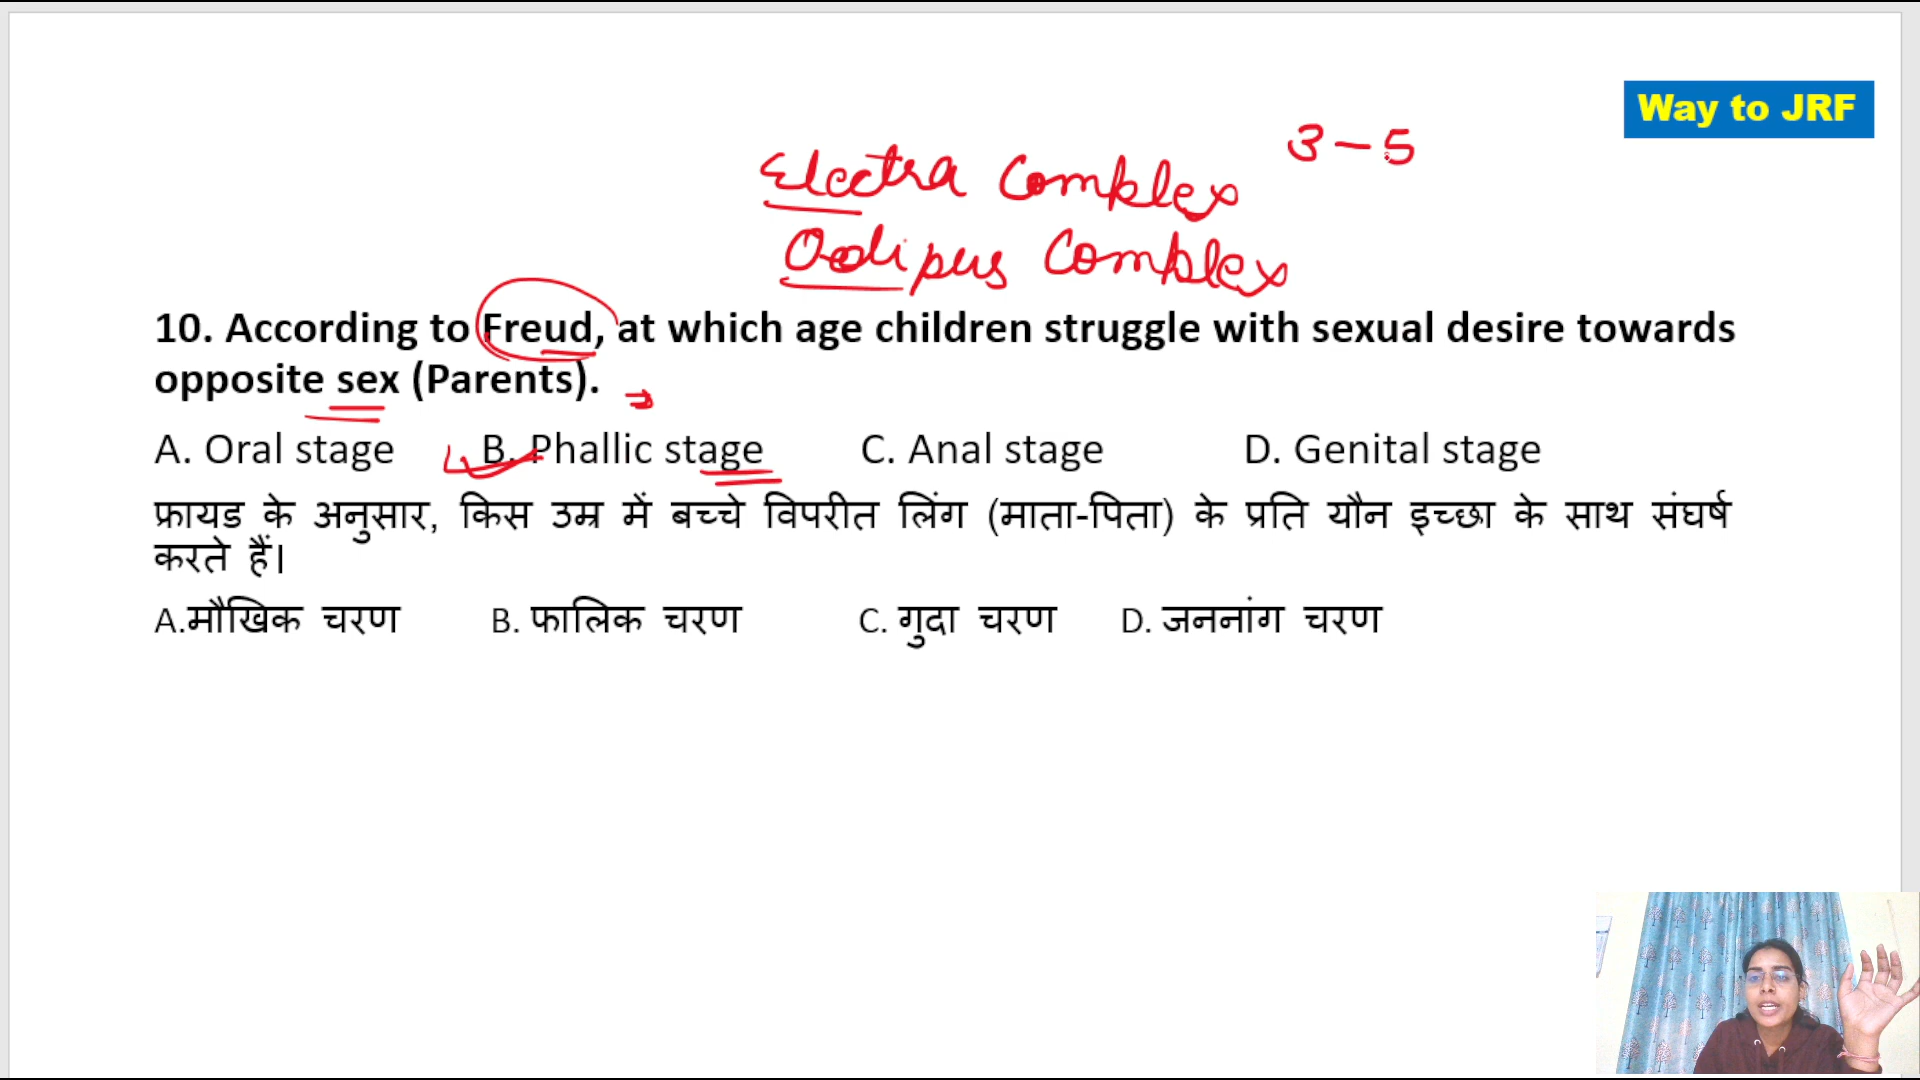 Way to JRF
3-5
Electra Complex
Oedipus Complex
10. According to Freud, at which age children struggle with sexual desire towards
opposite sex (Parents).
A. Oral stage B. Phallic stage C. Anal stage D. Genital stage
फ्रायड के अनुसार, किस उम्र में बच्चे विपरीत लिंग (माता-पिता) के प्रति यौन इच्छा के साथ संघर्ष
करते हैं।
A.मौखिक चरण B. फालिक चरण C. गुदा चरण D. जननांग चरण